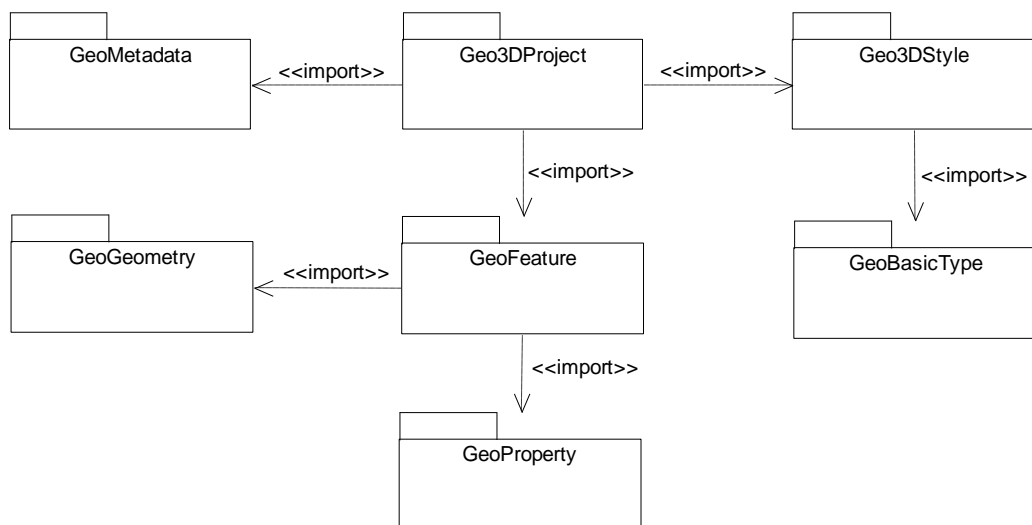 GeoMetadata
Geo3DProject
Geo3DStyle
<<import>>
<<import>>
<<import>>
<<import>>
GeoGeometry
GeoFeature
GeoBasicType
<<import>>
<<import>>
GeoProperty